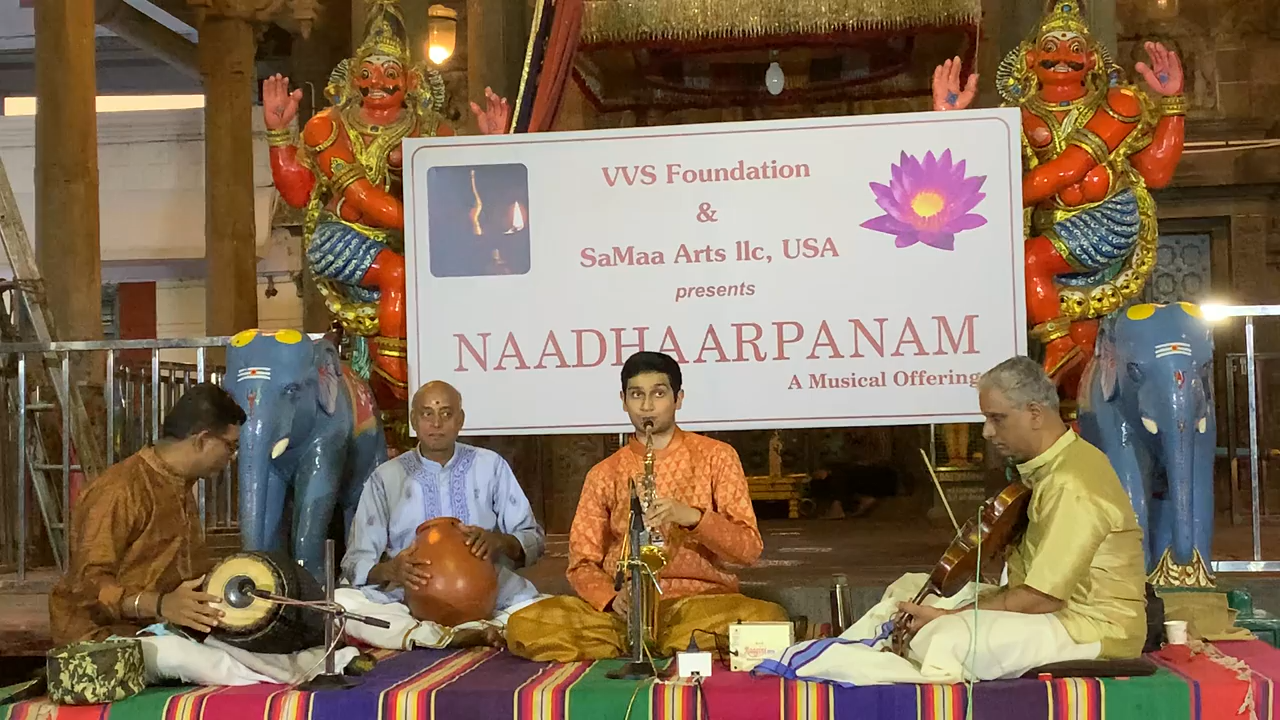 VVS Foundation
&
SaMaa Arts llc, USA
presents
NAADHAARPANAM
A Musical Offering